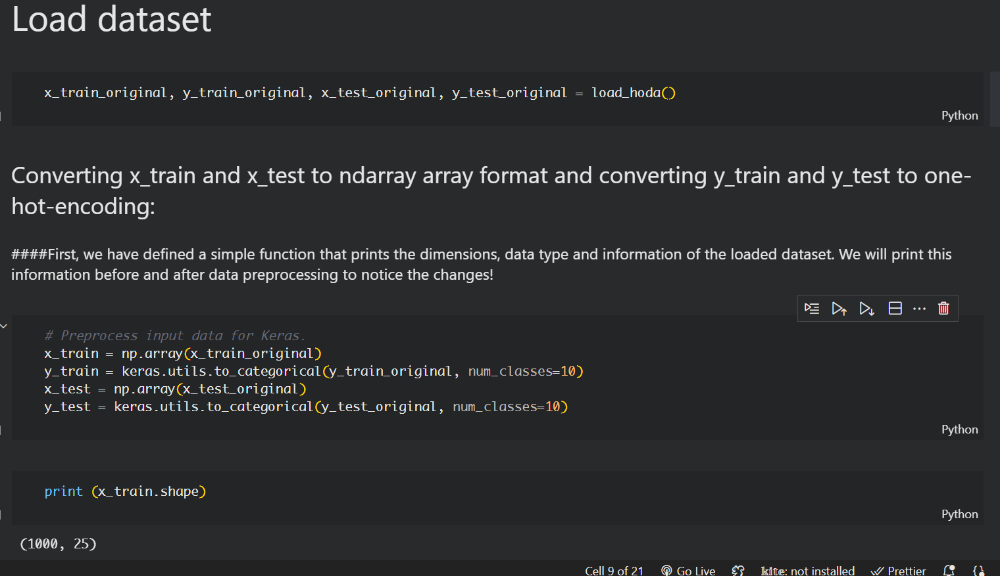 Load dataset
x_train_original, y_train_original, x_test_original, y_test_original = load_hoda()
Python
Converting x_train and x_test to ndarray array format and converting y_train and y_test to one-
hot-encoding:
####First, we have defined a simple function that prints the dimensions, data type and information of the loaded dataset. We will print this
information before and after data preprocessing to notice the changes!
# Preprocess input data for Keras.
x_train = np.array(x_train_original)
y_train = keras.utils.to_categorical(y_train_original, num_classes=10)
x_test = np.array(x_test_original)
y_test = keras.utils.to_categorical(y_test_original, num_classes=10)
Python
print (x_train.shape)
Python
(1000, 25)
Cell 9 of 21 Go Live kite: not installed Prettier